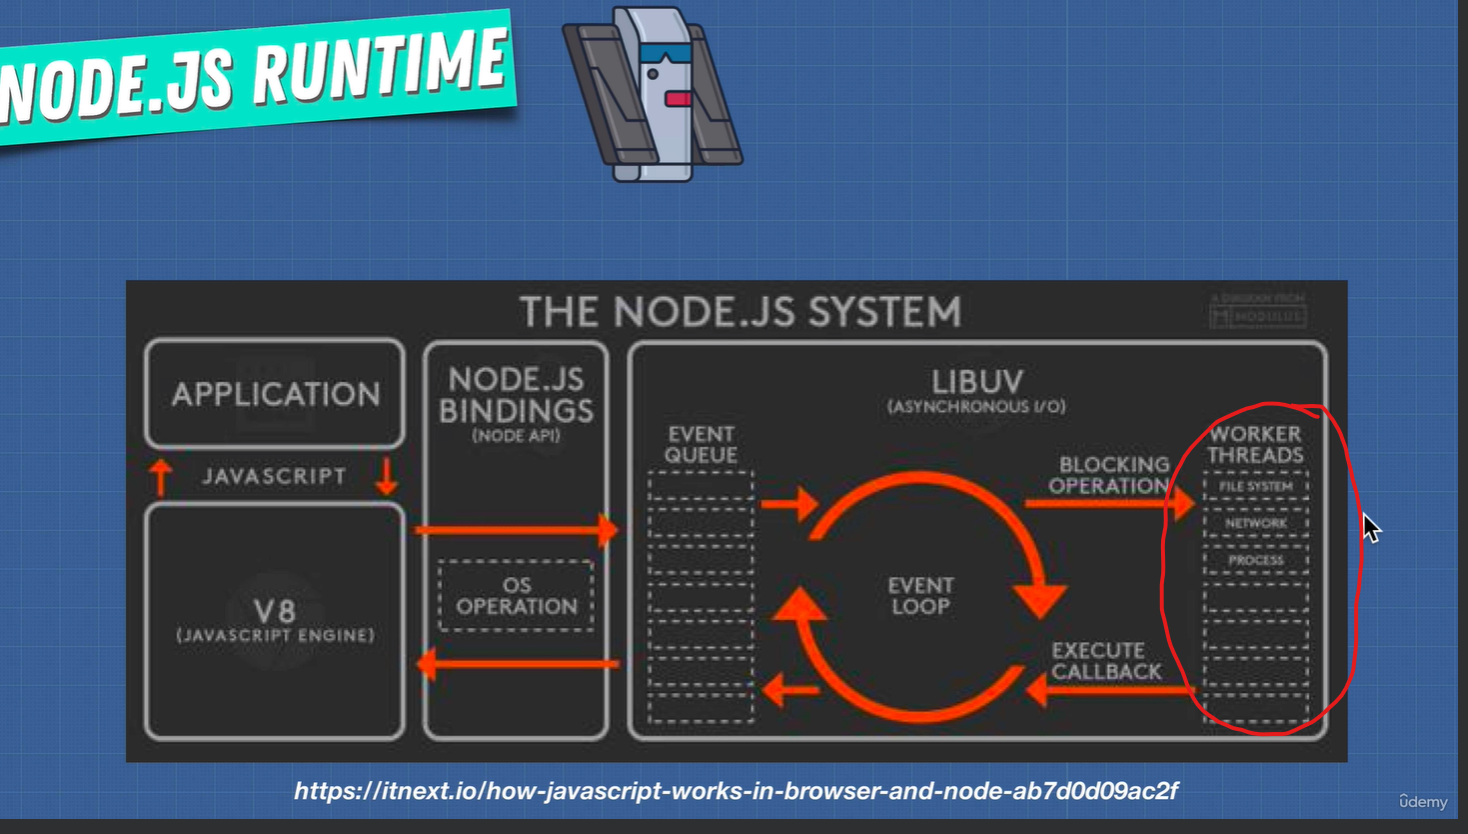 NODE.JS RUNTIME
THE NODE.JS SYSTEM
A DIAGRAM FROM
MODULUS
APPLICATION
JAVASCRIPT
V8
(JAVASCRIPT ENGINE)
NODE.JS
BINDINGS
(NODE API)
OS
OPERATION
LIBUV
(ASYNCHRONOUS I/O)
EVENT
QUEUE
EVENT
LOOP
BLOCKING
OPERATION
EXECUTE
CALLBACK
WORKER
THREADS
FILE SYSTEM
NETWORK
PROCESS
https://itnext.io/how-javascript-works-in-browser-and-node-ab7d0d09ac2f
ûdemy